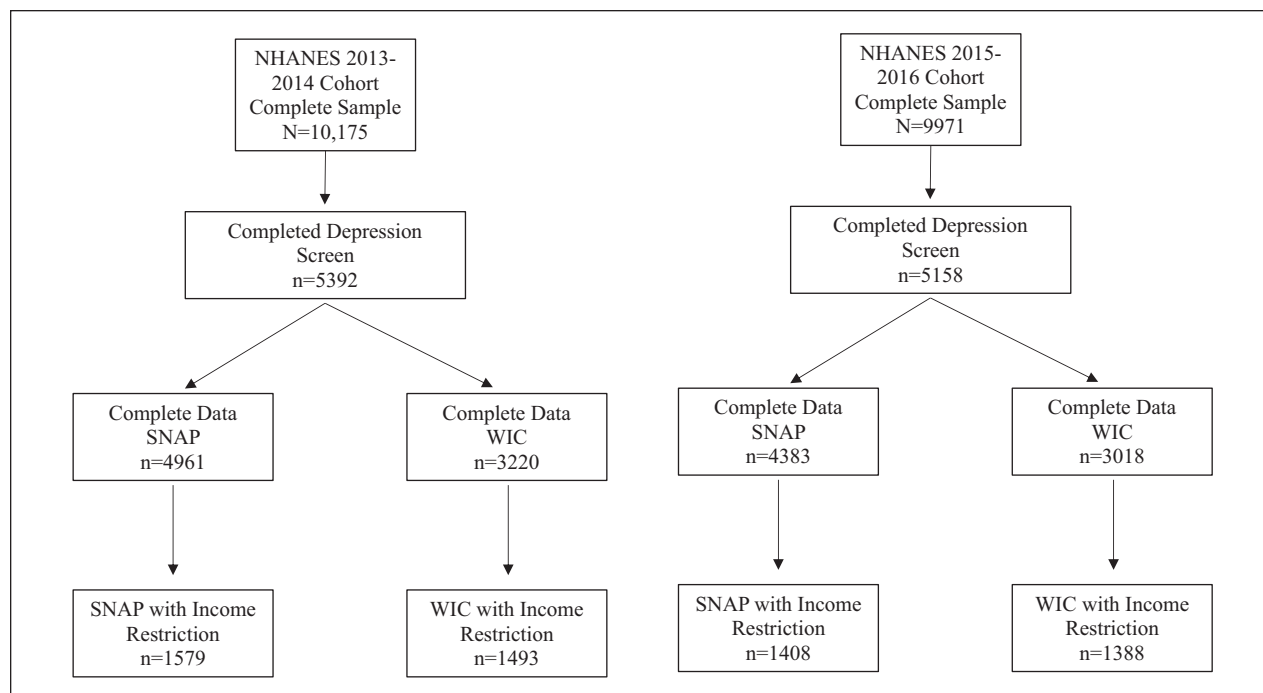 NHANES 2013-
2014 Cohort
Complete Sample
N=10,175
Completed Depression
Screen
n=5392
Complete Data
SNAP
n=4961
Complete Data
WIC
n=3220
SNAP with Income
Restriction
n=1579
WIC with Income
Restriction
n=1493
NHANES 2015-
2016 Cohort
Complete Sample
N=9971
Completed Depression
Screen
n=5158
Complete Data
SNAP
n=4383
Complete Data
WIC
n=3018
SNAP with Income
Restriction
n=1408
WIC with Income
Restriction
n=1388